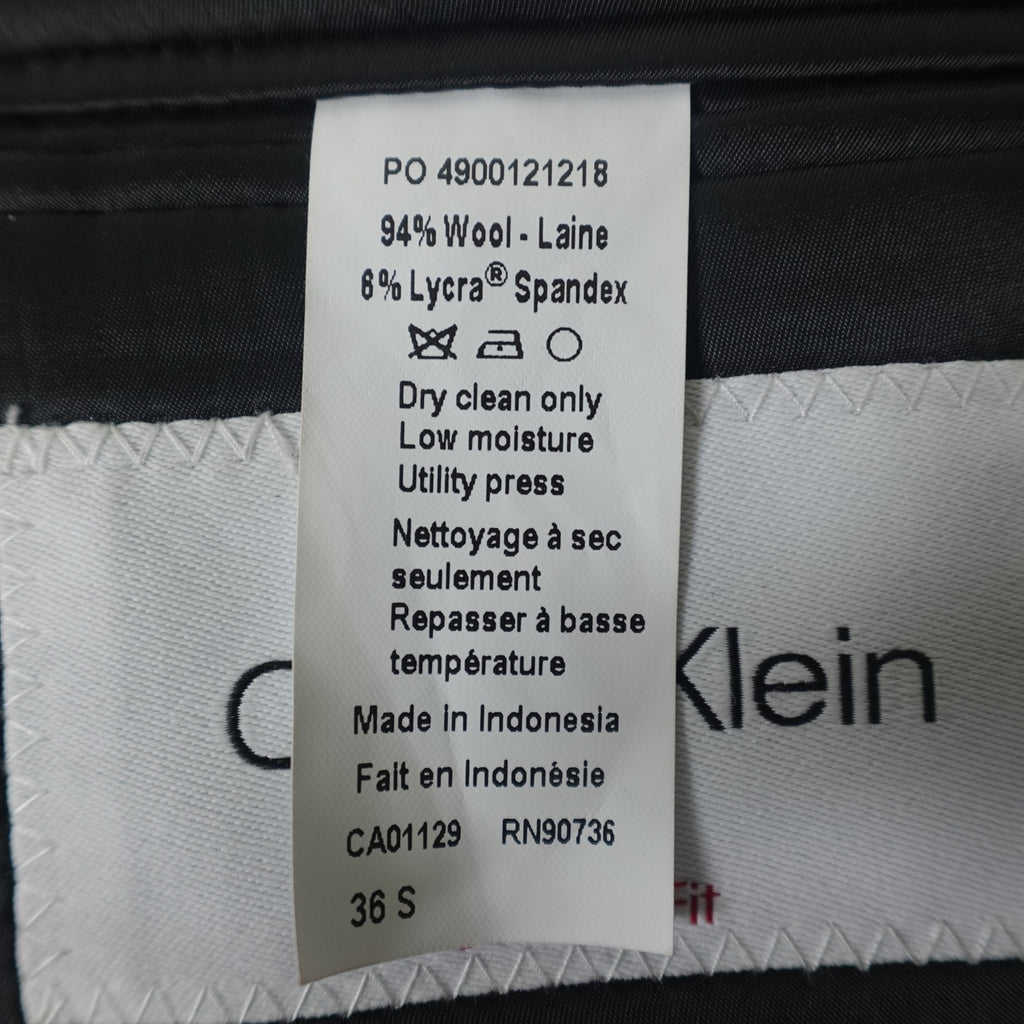 PO 4900121218
94% Wool - Laine
6% Lycra® Spandex
Dry clean only
Low moisture
Utility press
Nettoyage à sec
seulement
Repasser à basse
température
Made in Indonesia
Fait en Indonésie
CA01129 RN90736
36 S
Klein
Fit